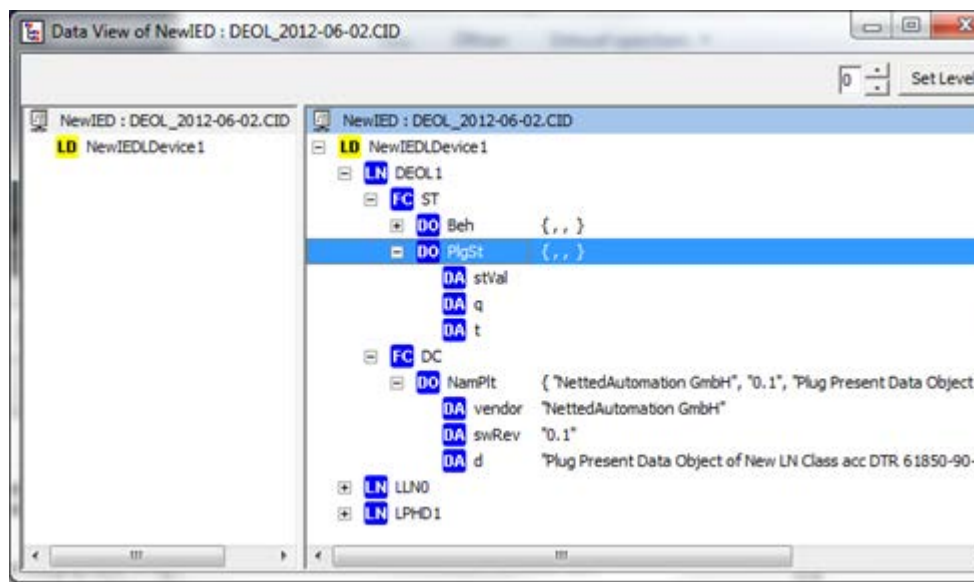 Data View of NewIED : DEOL_2012-06-02.CID
0 Set Level
NewIED : DEOL_2012-06-02.CID
LD NewIEDLDevice1
NewIED : DEOL_2012-06-02.CID
LD NewIEDLDevice1
LN DEOL1
FC ST
DO Beh { , , }
DO PlgSt { , , }
DA stVal
DA q
DA t
FC DC
DO NamPlt { "NettedAutomation GmbH", "0.1", "Plug Present Data Object
DA vendor "NettedAutomation GmbH"
DA swRev "0.1"
DA d "Plug Present Data Object of New LN Class acc DTR 61850-90-
LN LLN0
LN LPHD1